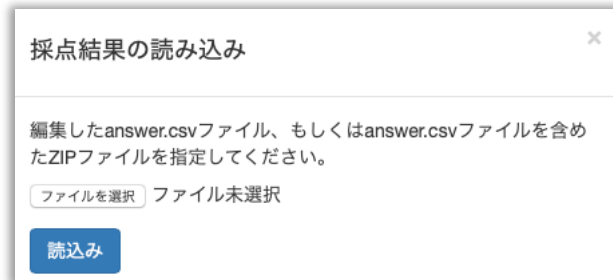 採点結果の読み込み
×
編集したanswer.csvファイル、もしくはanswer.csvファイルを含め
たZIPファイルを指定してください。
ファイルを選択 ファイル未選択
読込み